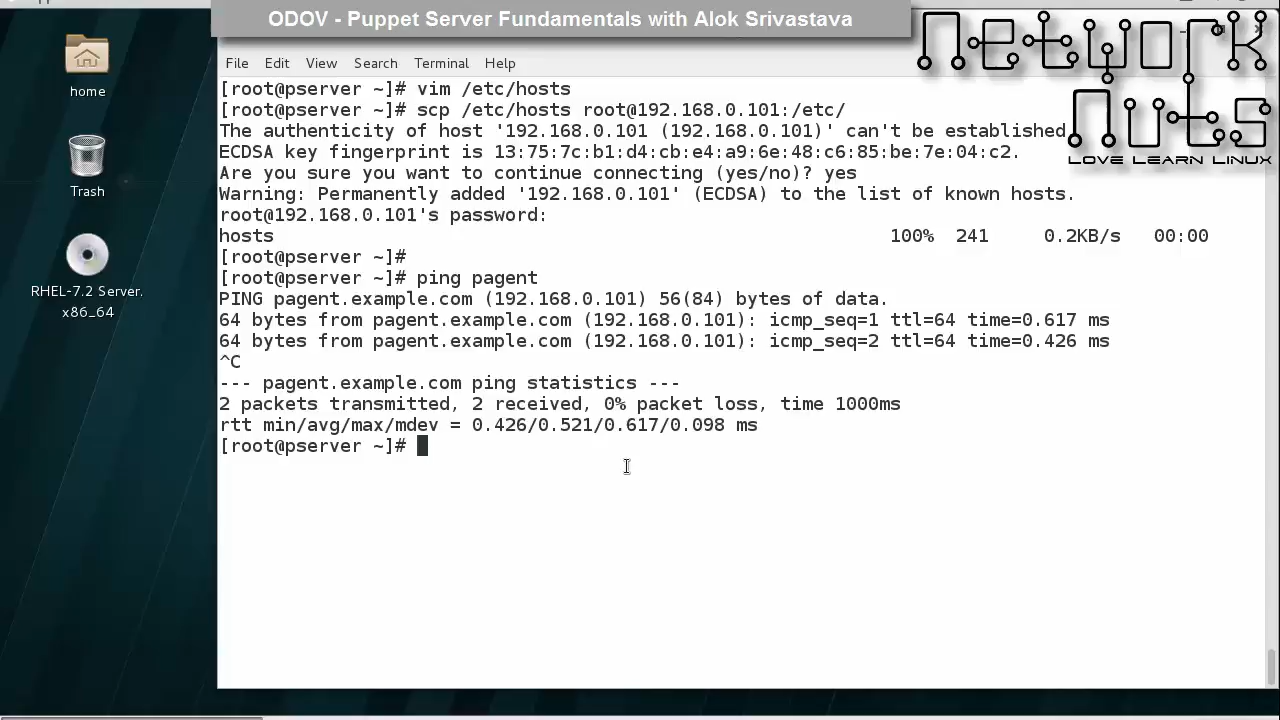 ODOV - Puppet Server Fundamentals with Alok Srivastava
Network
Nuts
LOVE LEARN LINUX
home
Trash
RHEL-7.2 Server.
x86_64
File Edit View Search Terminal Help
[root@pserver ~]# vim /etc/hosts
[root@pserver ~]# scp /etc/hosts root@192.168.0.101:/etc/
The authenticity of host '192.168.0.101 (192.168.0.101)' can't be established
ECDSA key fingerprint is 13:75:7c:b1:d4:cb:e4:a9:6e:48:c6:85:be:7e:04:c2.
Are you sure you want to continue connecting (yes/no)? yes
Warning: Permanently added '192.168.0.101' (ECDSA) to the list of known hosts.
root@192.168.0.101's password:
hosts 100% 241 0.2KB/s 00:00
[root@pserver ~]#
[root@pserver ~]# ping pagent
PING pagent.example.com (192.168.0.101) 56(84) bytes of data.
64 bytes from pagent.example.com (192.168.0.101): icmp_seq=1 ttl=64 time=0.617 ms
64 bytes from pagent.example.com (192.168.0.101): icmp_seq=2 ttl=64 time=0.426 ms
^C
--- pagent.example.com ping statistics ---
2 packets transmitted, 2 received, 0% packet loss, time 1000ms
rtt min/avg/max/mdev = 0.426/0.521/0.617/0.098 ms
[root@pserver ~]#